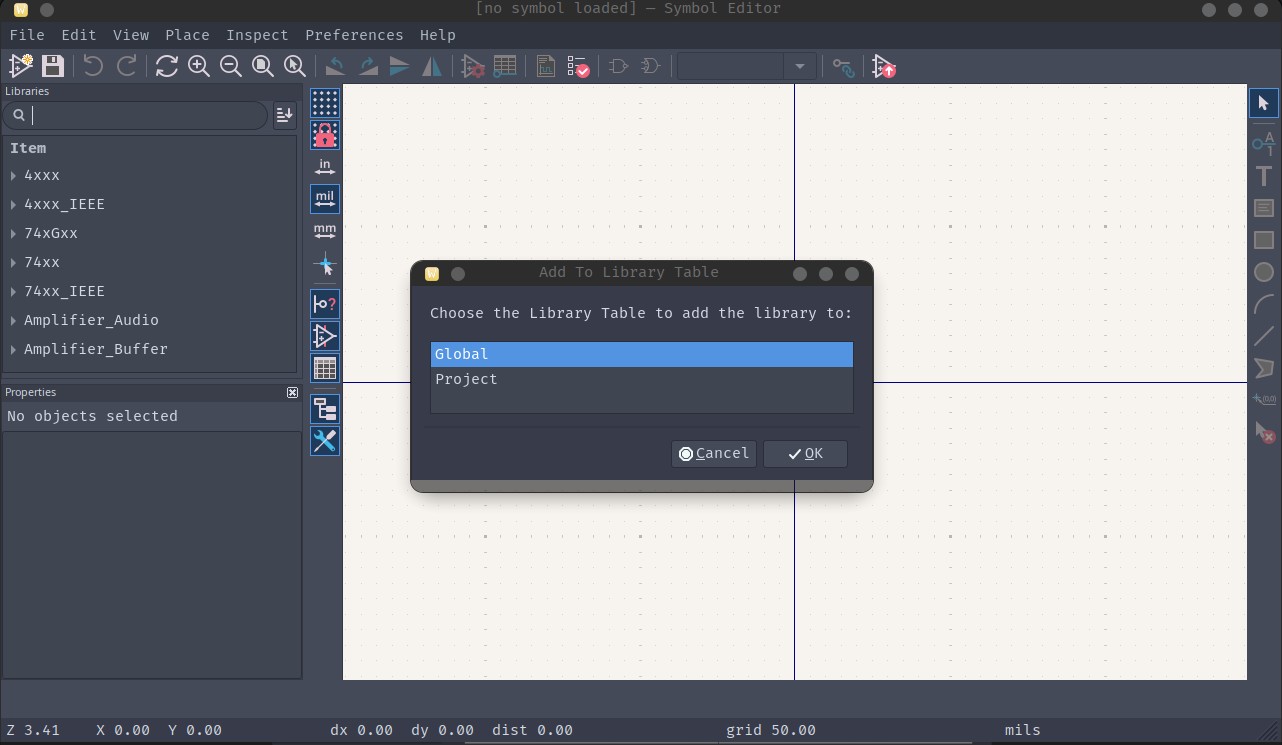 [no symbol loaded] — Symbol Editor
File Edit View Place Inspect Preferences Help
Libraries
Item
4xxx
4xxx_IEEE
74xGxx
74xx
74xx_IEEE
Amplifier_Audio
Amplifier_Buffer
Properties
No objects selected
in
mil
mm
Add To Library Table
Choose the Library Table to add the library to:
Global
Project
Cancel
OK
A
1
T
(0,0)
Z 3.41 X 0.00 Y 0.00 dx 0.00 dy 0.00 dist 0.00 grid 50.00 mils